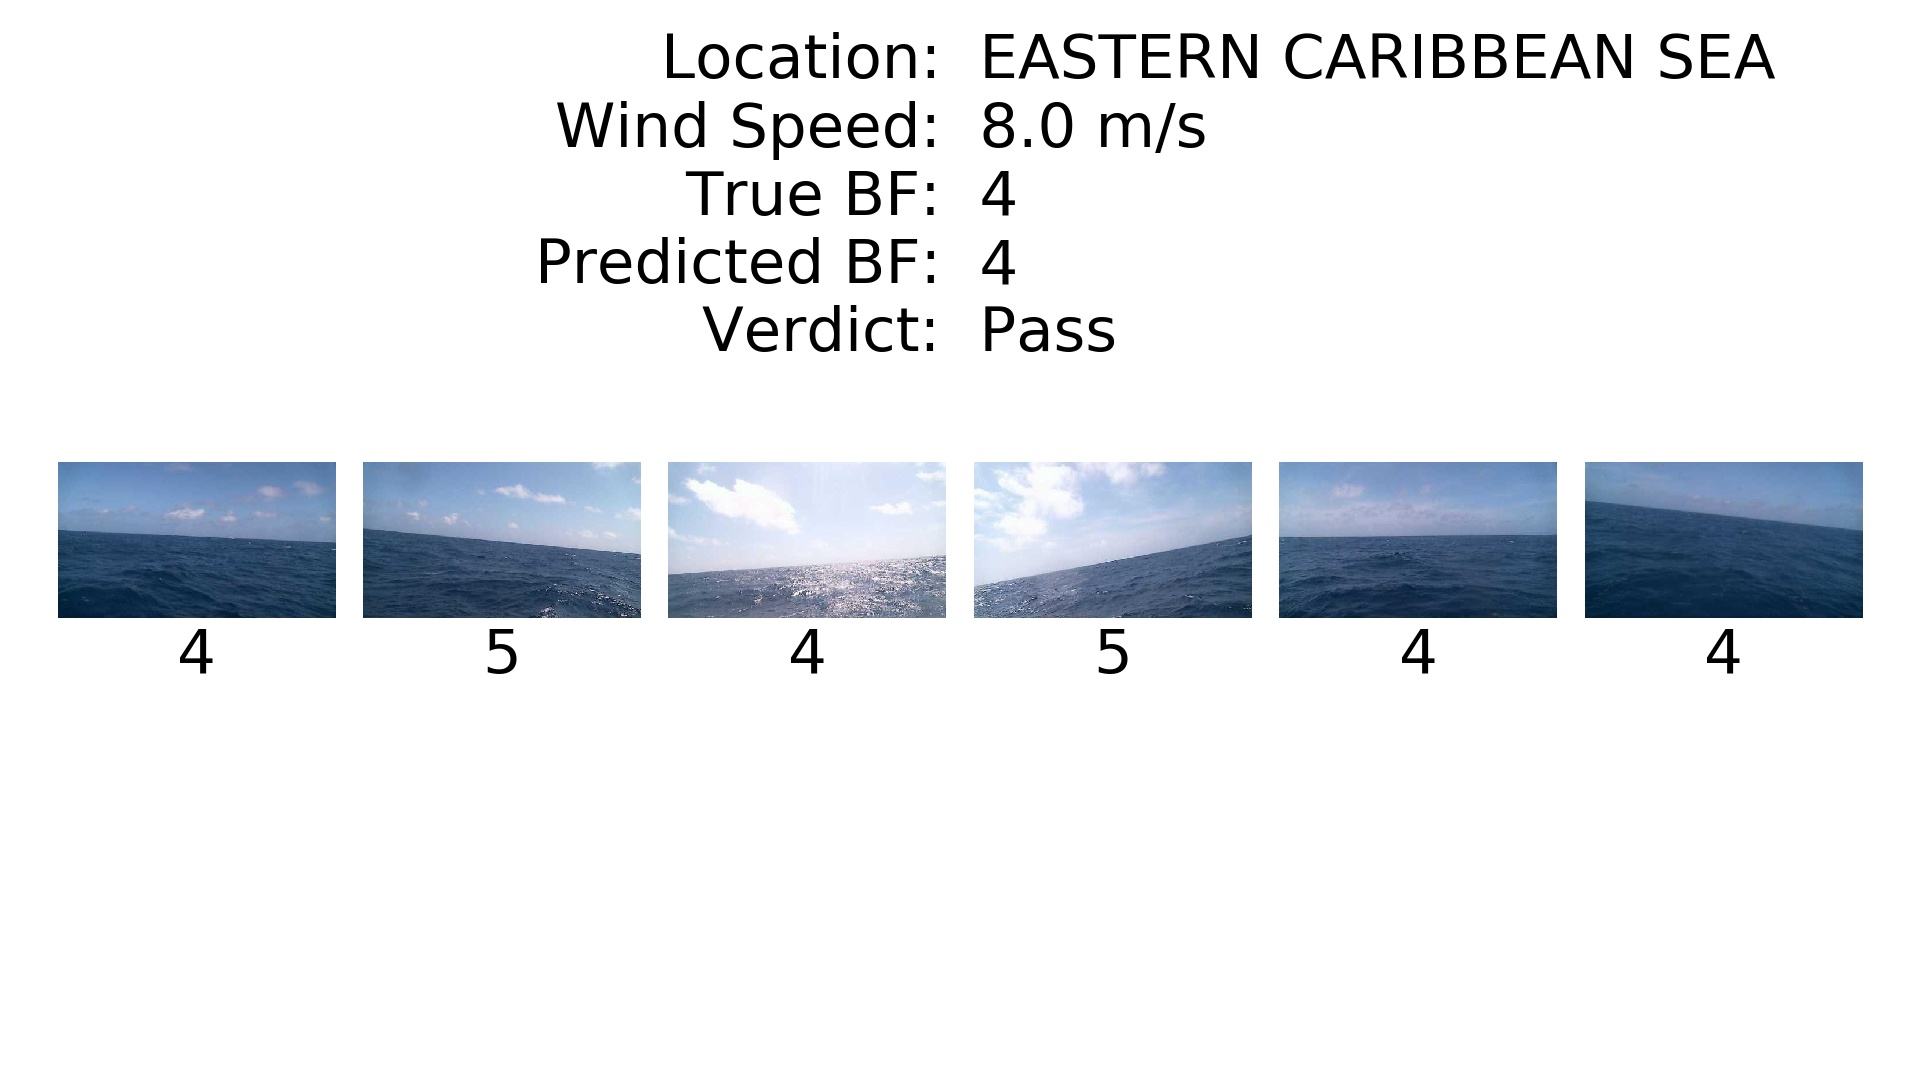 Location: EASTERN CARIBBEAN SEA
Wind Speed: 8.0 m/s
True BF: 4
Predicted BF: 4
Verdict: Pass
4 5 4 5 4 4